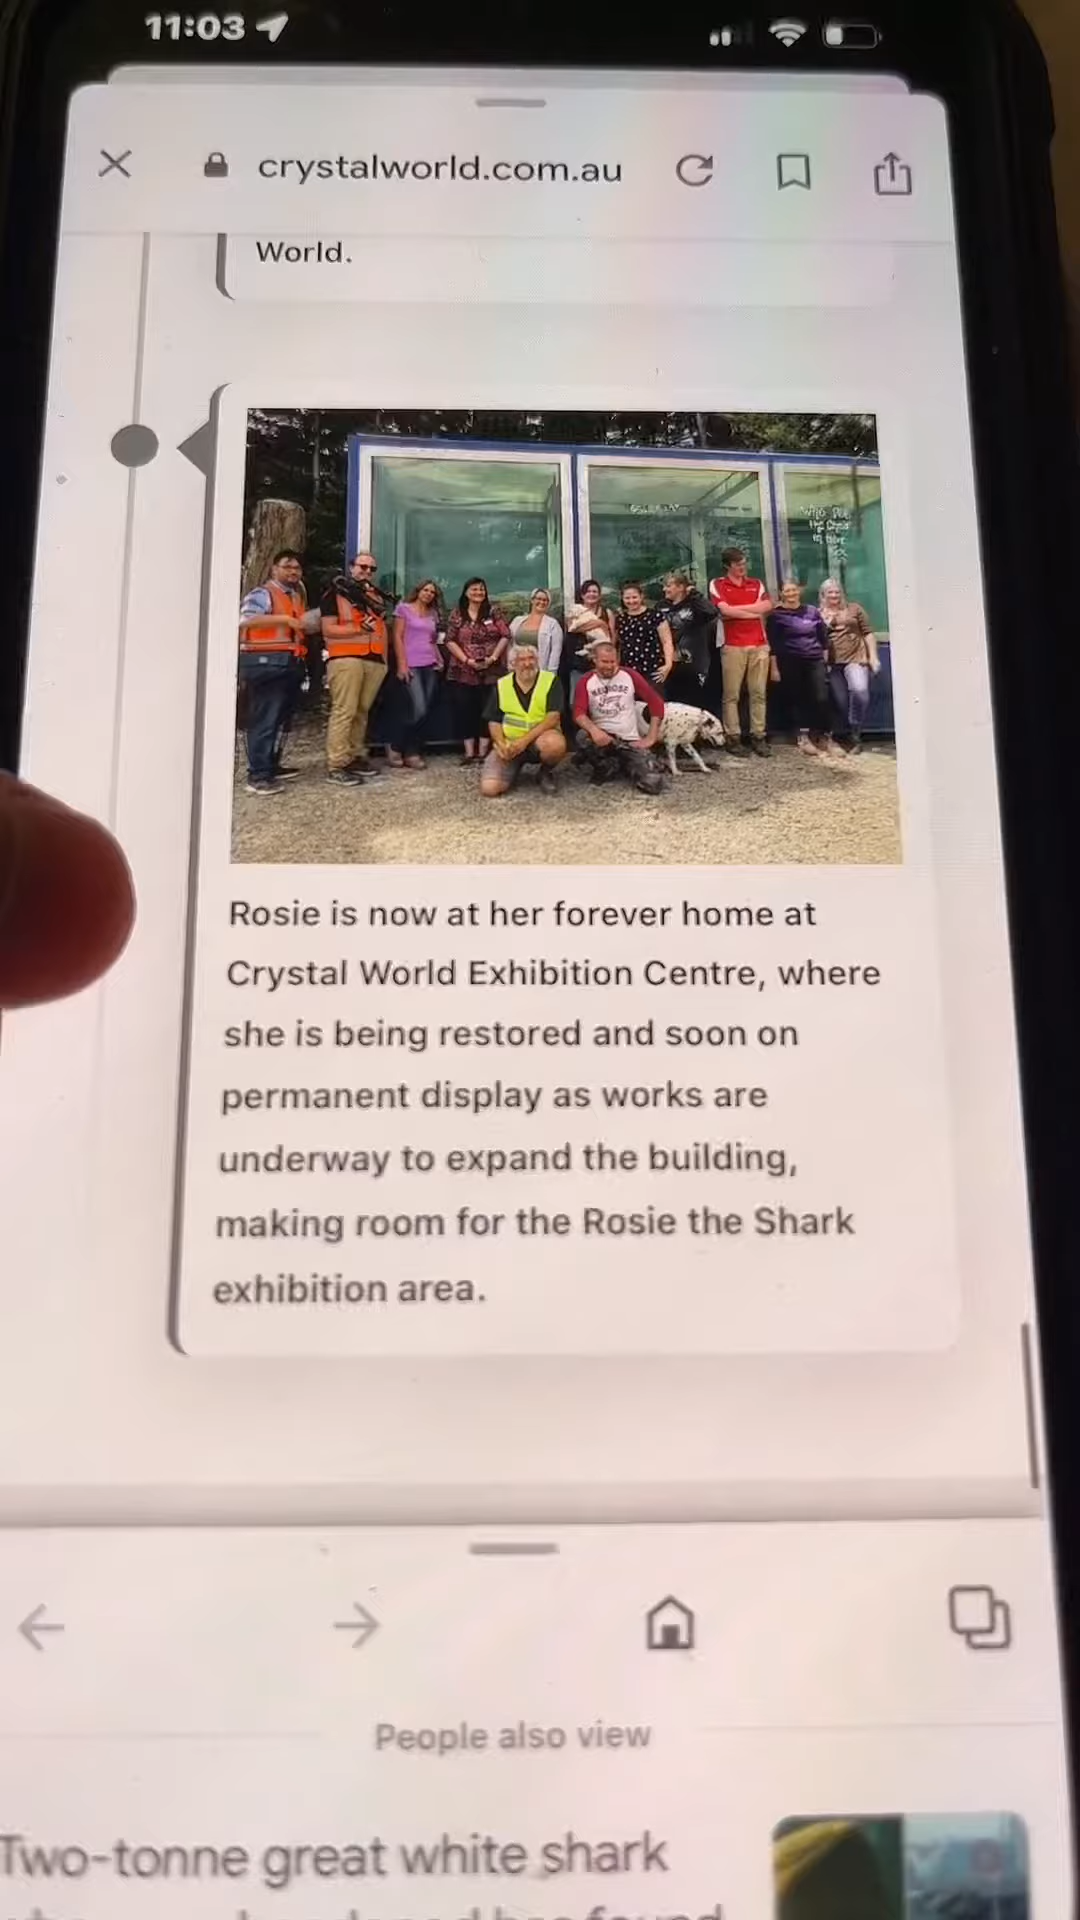 11:03
crystalworld.com.au
World.
Rosie is now at her forever home at
Crystal World Exhibition Centre, where
she is being restored and soon on
permanent display as works are
underway to expand the building,
making room for the Rosie the Shark
exhibition area.
People also view
Two-tonne great white shark